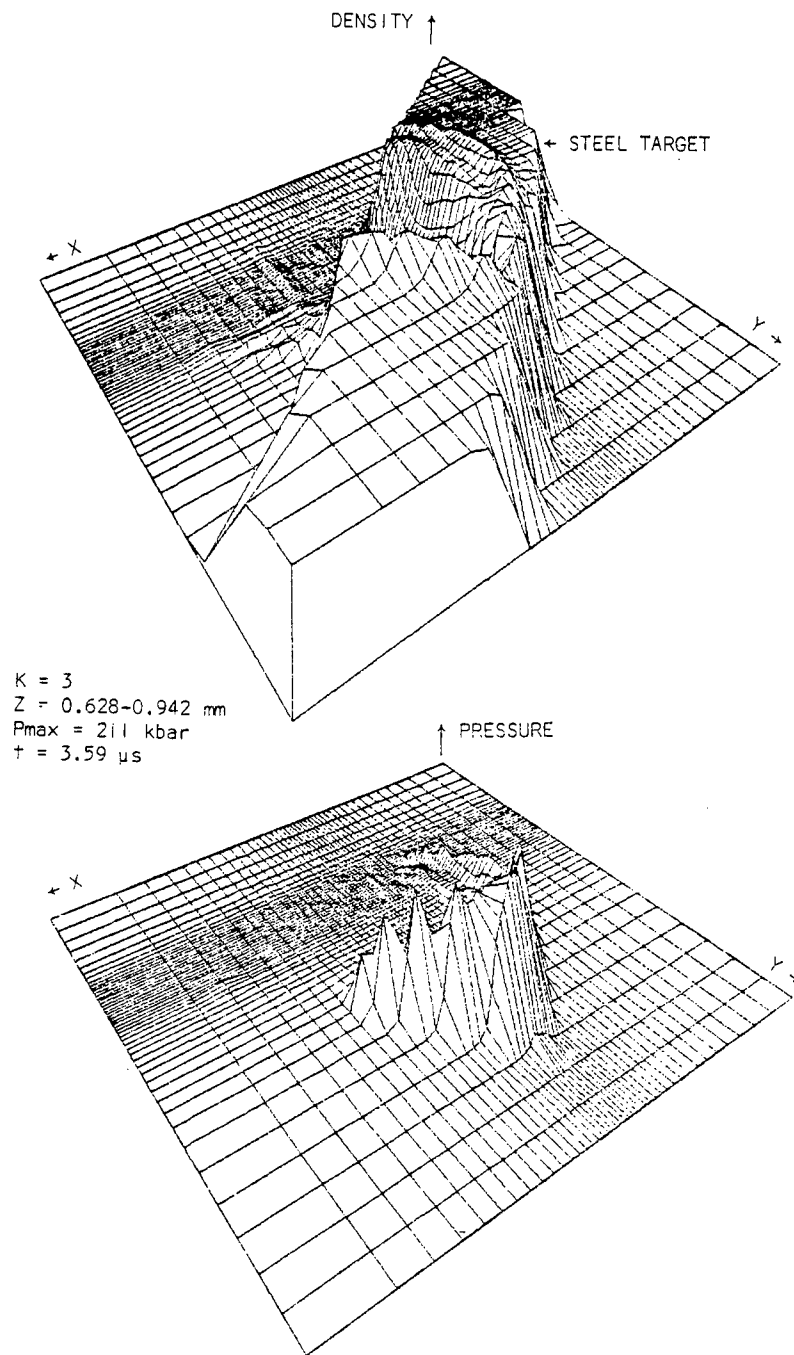 DENSITY ↑
← STEEL TARGET
← X
Y →
K = 3
Z = 0.628-0.942 mm
Pmax = 211 kbar
t = 3.59 µs
↑ PRESSURE
← X
Y →